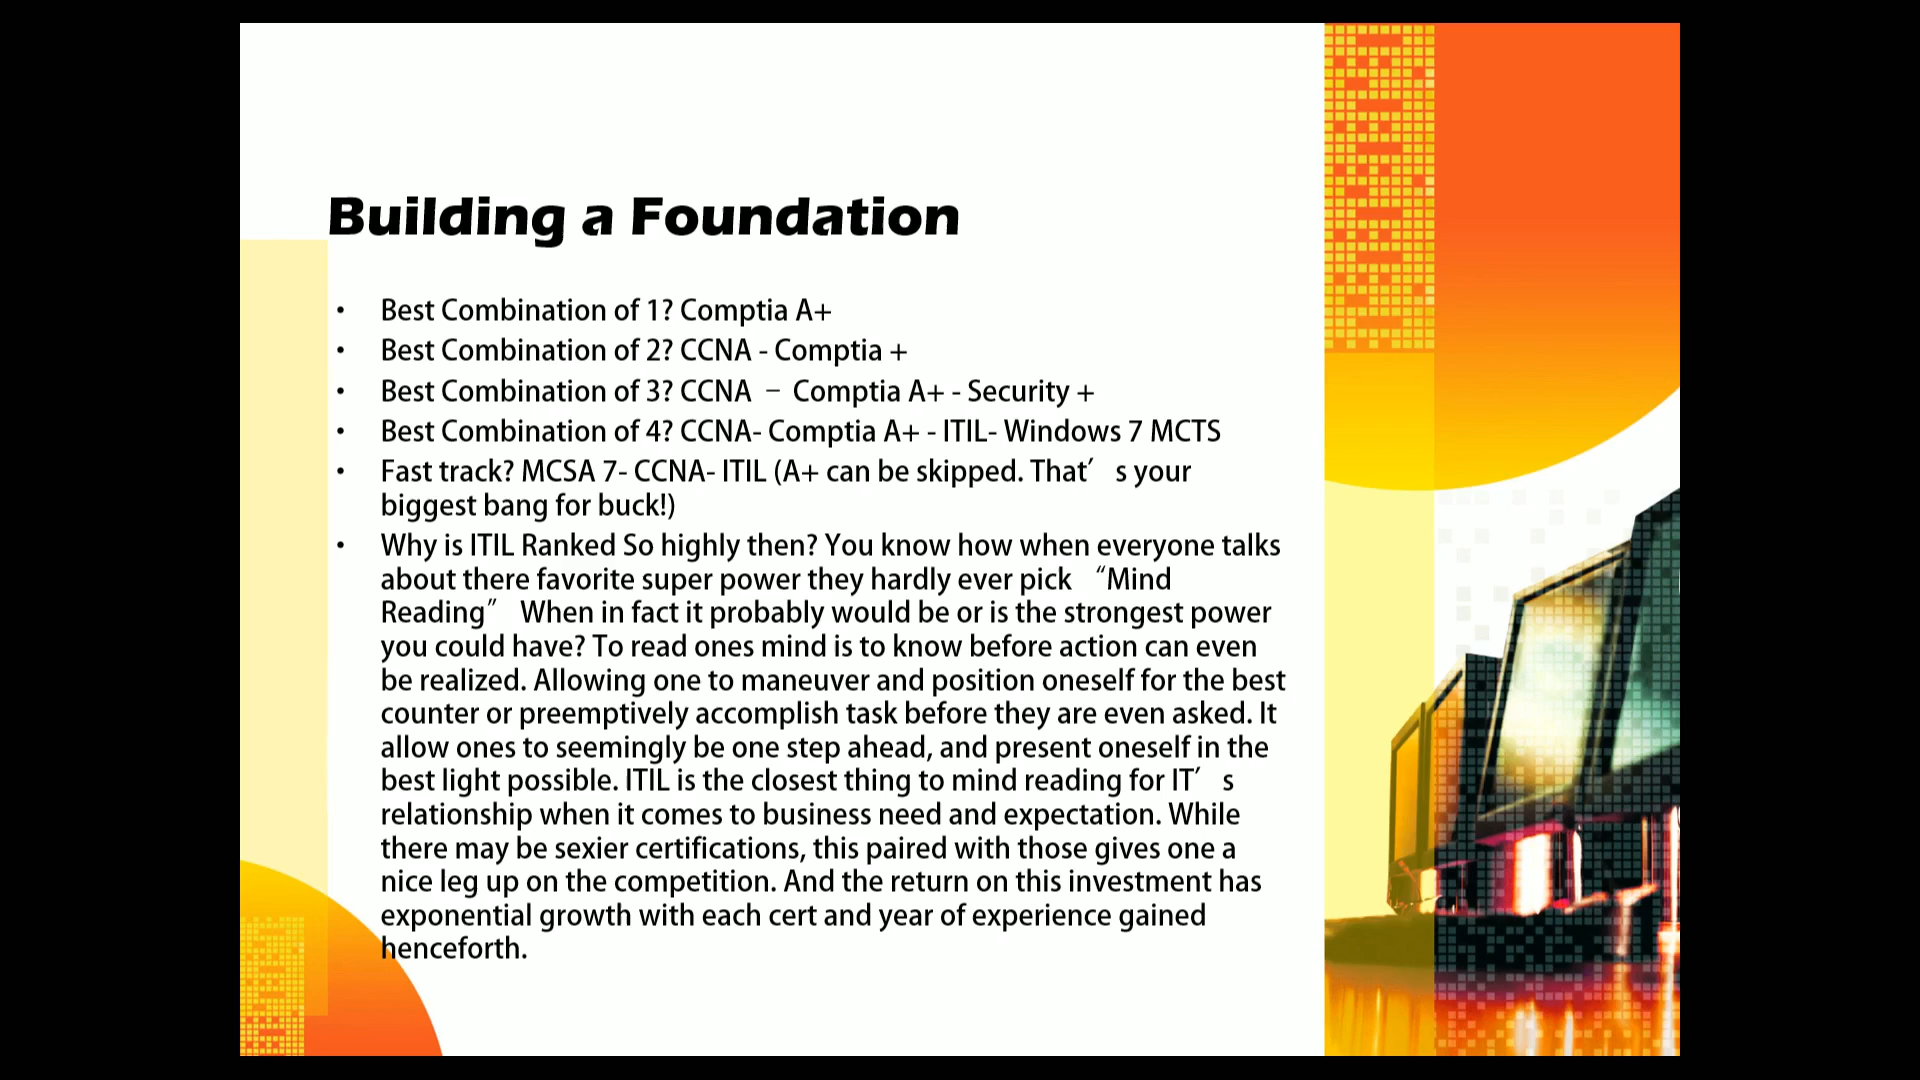 Building a Foundation
• Best Combination of 1? Comptia A+
• Best Combination of 2? CCNA - Comptia +
• Best Combination of 3? CCNA – Comptia A+ - Security +
• Best Combination of 4? CCNA- Comptia A+ - ITIL- Windows 7 MCTS
• Fast track? MCSA 7- CCNA- ITIL (A+ can be skipped. That’s your
biggest bang for buck!)
• Why is ITIL Ranked So highly then? You know how when everyone talks
about there favorite super power they hardly ever pick “Mind
Reading” When in fact it probably would be or is the strongest power
you could have? To read ones mind is to know before action can even
be realized. Allowing one to maneuver and position oneself for the best
counter or preemptively accomplish task before they are even asked. It
allow ones to seemingly be one step ahead, and present oneself in the
best light possible. ITIL is the closest thing to mind reading for IT’s
relationship when it comes to business need and expectation. While
there may be sexier certifications, this paired with those gives one a
nice leg up on the competition. And the return on this investment has
exponential growth with each cert and year of experience gained
henceforth.